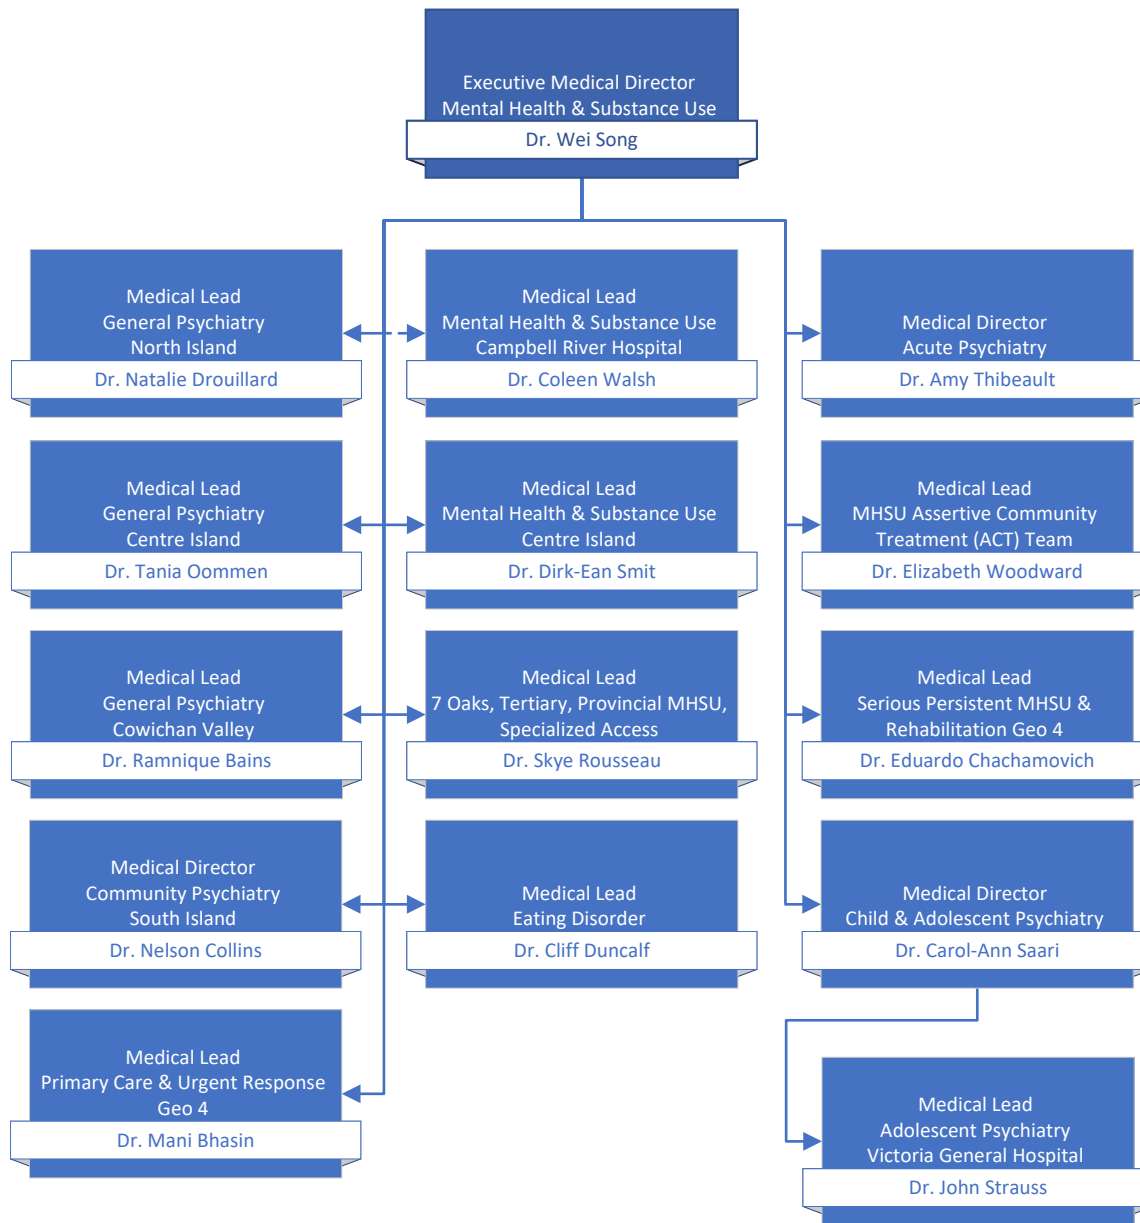 Executive Medical Director
Mental Health & Substance Use
Dr. Wei Song
Medical Lead
General Psychiatry
North Island
Dr. Natalie Drouillard
Medical Lead
Mental Health & Substance Use
Campbell River Hospital
Dr. Coleen Walsh
Medical Director
Acute Psychiatry
Dr. Amy Thibeault
Medical Lead
General Psychiatry
Centre Island
Dr. Tania Oommen
Medical Lead
Mental Health & Substance Use
Centre Island
Dr. Dirk-Ean Smit
Medical Lead
MHSU Assertive Community
Treatment (ACT) Team
Dr. Elizabeth Woodward
Medical Lead
General Psychiatry
Cowichan Valley
Dr. Ramnique Bains
Medical Lead
7 Oaks, Tertiary, Provincial MHSU,
Specialized Access
Dr. Skye Rousseau
Medical Lead
Serious Persistent MHSU &
Rehabilitation Geo 4
Dr. Eduardo Chachamovich
Medical Director
Community Psychiatry
South Island
Dr. Nelson Collins
Medical Lead
Eating Disorder
Dr. Cliff Duncalf
Medical Director
Child & Adolescent Psychiatry
Dr. Carol-Ann Saari
Medical Lead
Primary Care & Urgent Response
Geo 4
Dr. Mani Bhasin
Medical Lead
Adolescent Psychiatry
Victoria General Hospital
Dr. John Strauss